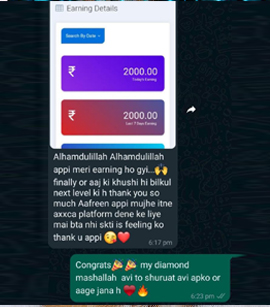 Earning Details
Search By Date
₹
2000.00
Today's Earning
₹
2000.00
Last 7 Days Earning
Alhamdulillah Alhamdulillah
appi meri earning ho gyi...🙌
finally or aaj ki khushi hi bilkul
next level ki h thank you so
much Aafreen appi mujhe itne
axxca platform dene ke liye
mai bta nhi skti is feeling ko
thank u appi 😘❤️
6:17 pm
Congrats🎉🎉 my diamond
mashallah avi to shuruat avi apko or
aage jana h ❤️🔥
6:23 pm